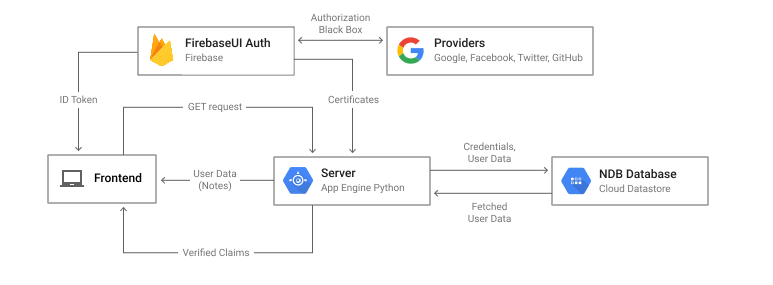 Authorization
Black Box
FirebaseUI Auth
Firebase
Providers
Google, Facebook, Twitter, GitHub
ID Token
GET request
Certificates
Frontend
User Data
(Notes)
Server
App Engine Python
Credentials,
User Data
NDB Database
Cloud Datastore
Fetched
User Data
Verified Claims